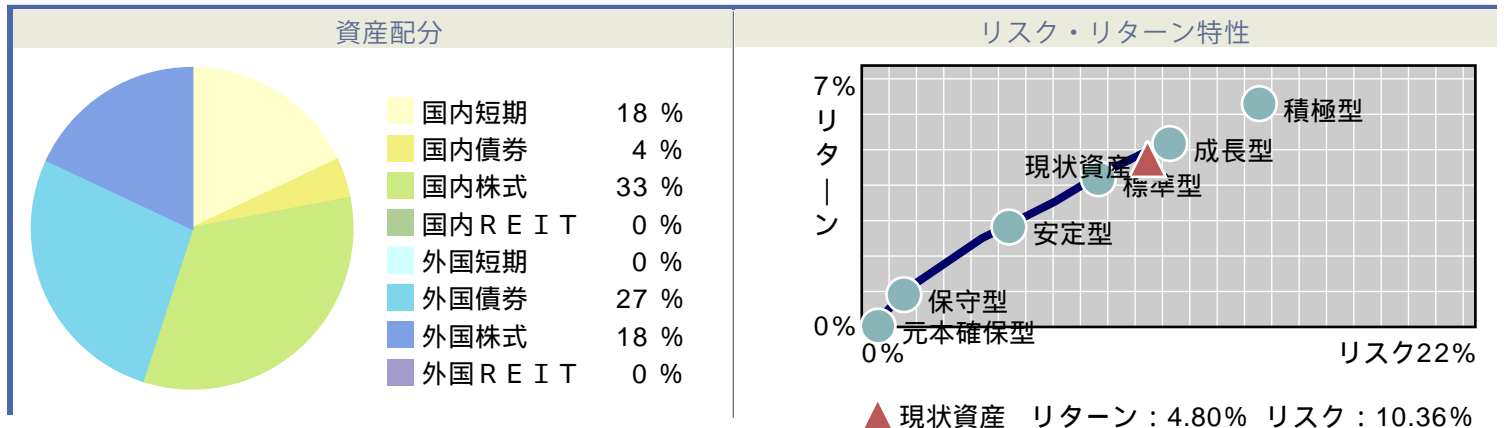 資産配分
国内短期 18 %
国内債券 4 %
国内株式 33 %
国内ＲＥＩＴ 0 %
外国短期 0 %
外国債券 27 %
外国株式 18 %
外国ＲＥＩＴ 0 %
リスク・リターン特性
7%
リターン
積極型
成長型
現状資産
標準型
安定型
保守型
元本確保型
0%
0%
リスク22%
現状資産 リターン：4.80% リスク：10.36%